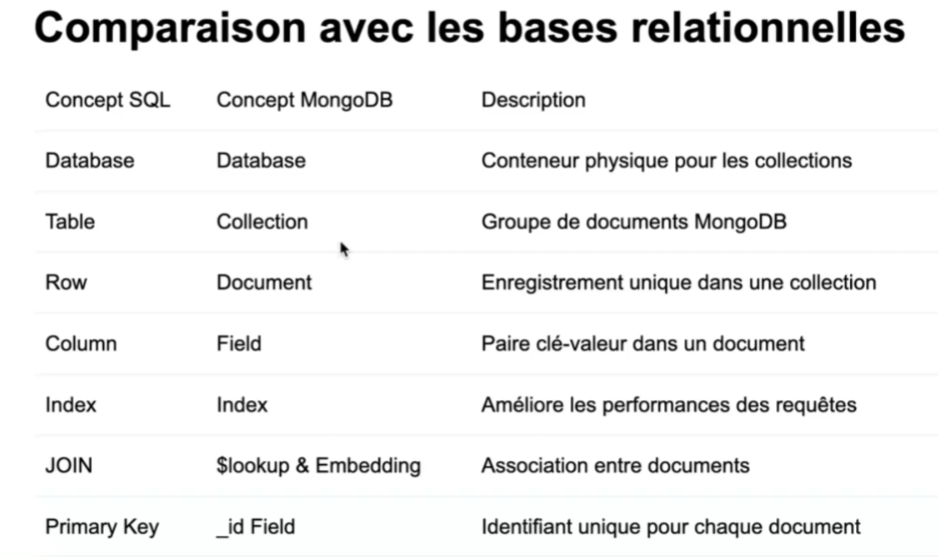 Comparaison avec les bases relationnelles
Concept SQL Concept MongoDB Description
Database Database Conteneur physique pour les collections
Table Collection Groupe de documents MongoDB
Row Document Enregistrement unique dans une collection
Column Field Paire clé-valeur dans un document
Index Index Améliore les performances des requêtes
JOIN $lookup & Embedding Association entre documents
Primary Key _id Field Identifiant unique pour chaque document